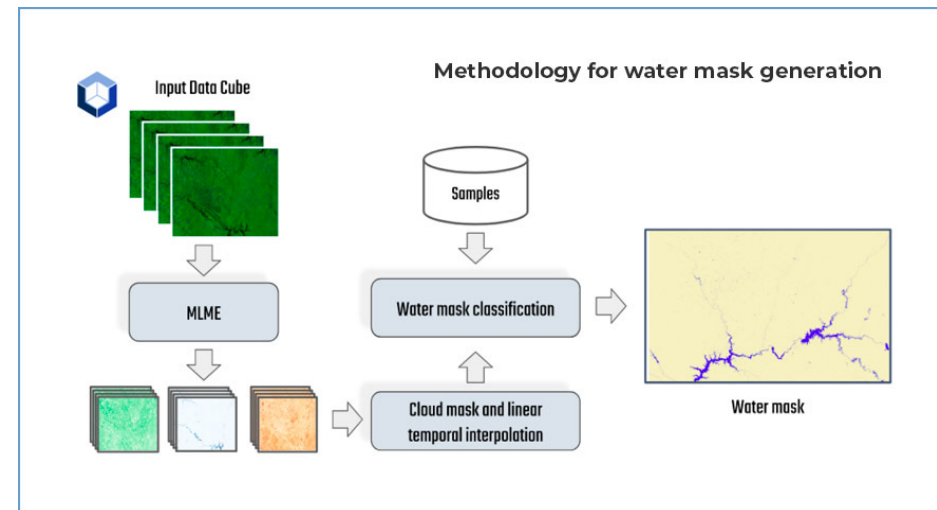 Methodology for water mask generation
Input Data Cube
Samples
MLME
Water mask classification
Cloud mask and linear
temporal interpolation
Water mask